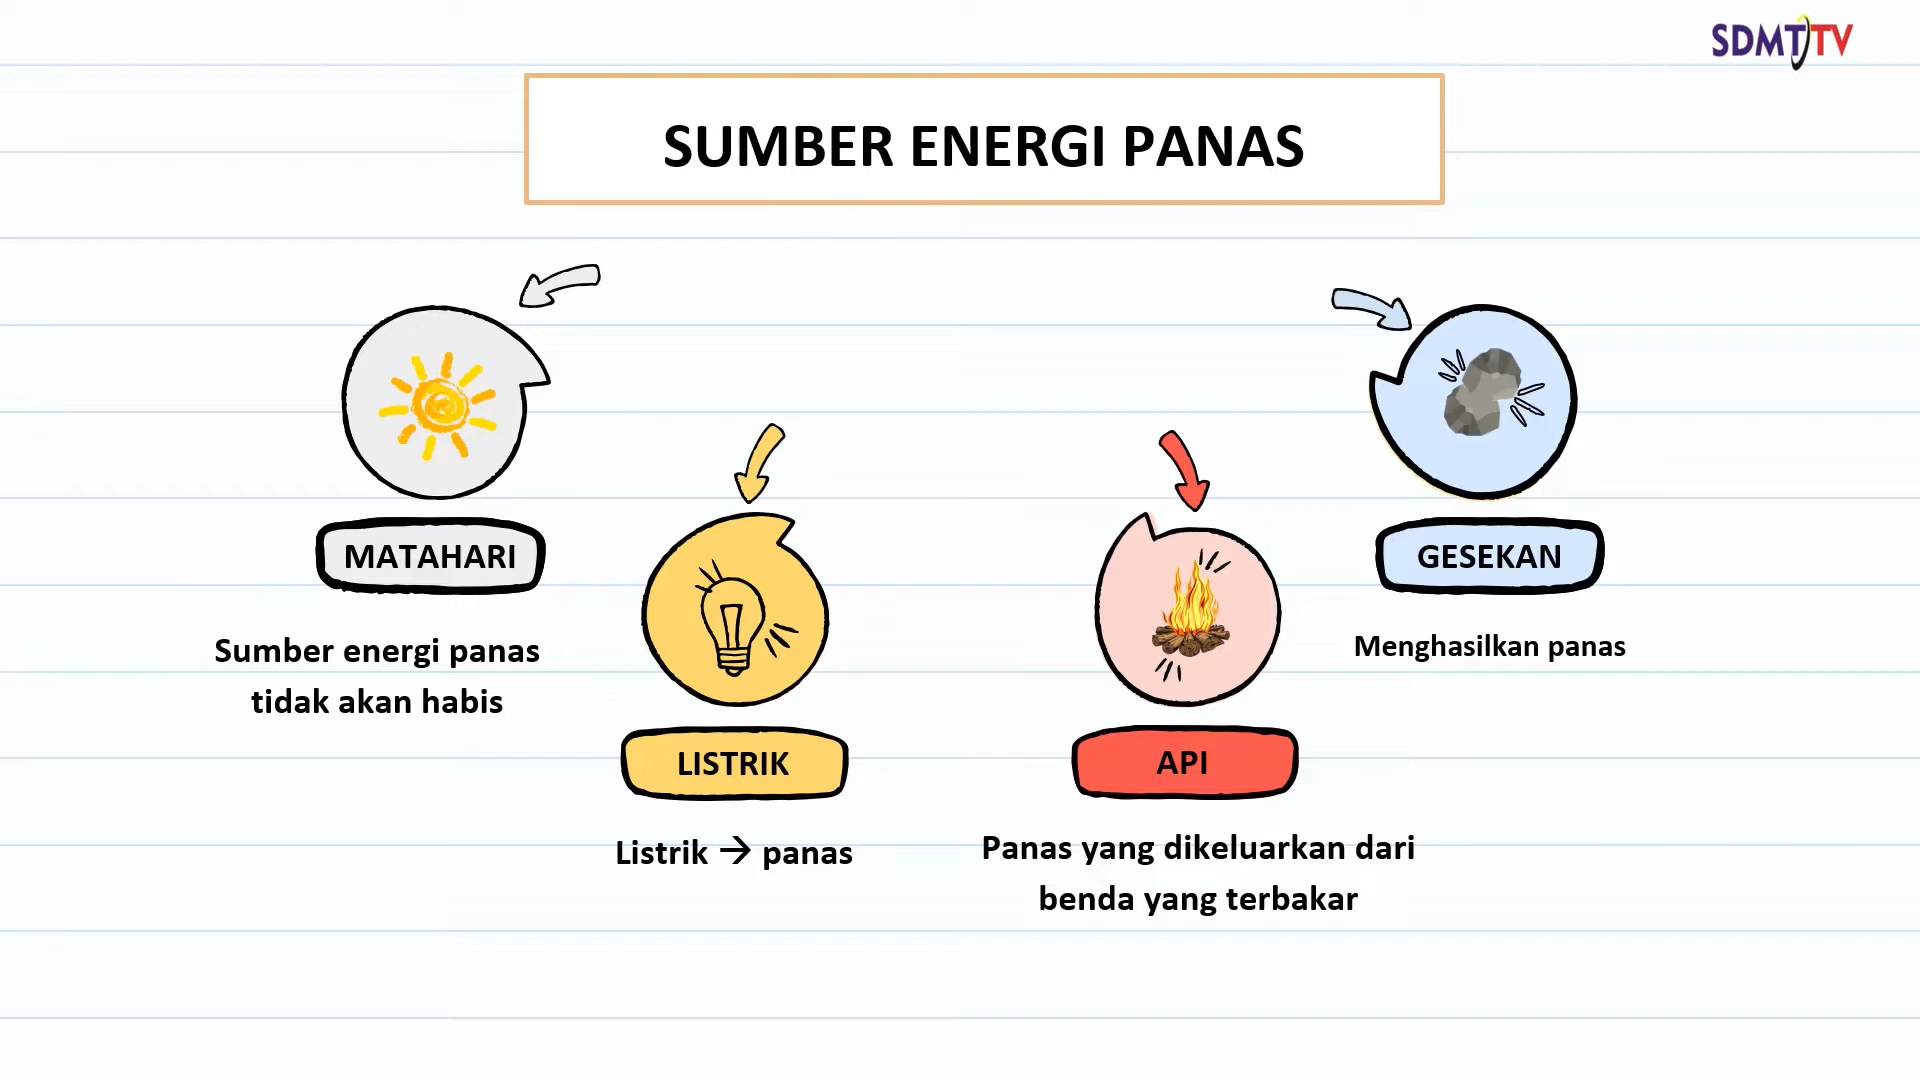 SDMTJTV
SUMBER ENERGI PANAS
MATAHARI
Sumber energi panas
tidak akan habis
LISTRIK
Listrik → panas
API
Panas yang dikeluarkan dari
benda yang terbakar
GESEKAN
Menghasilkan panas